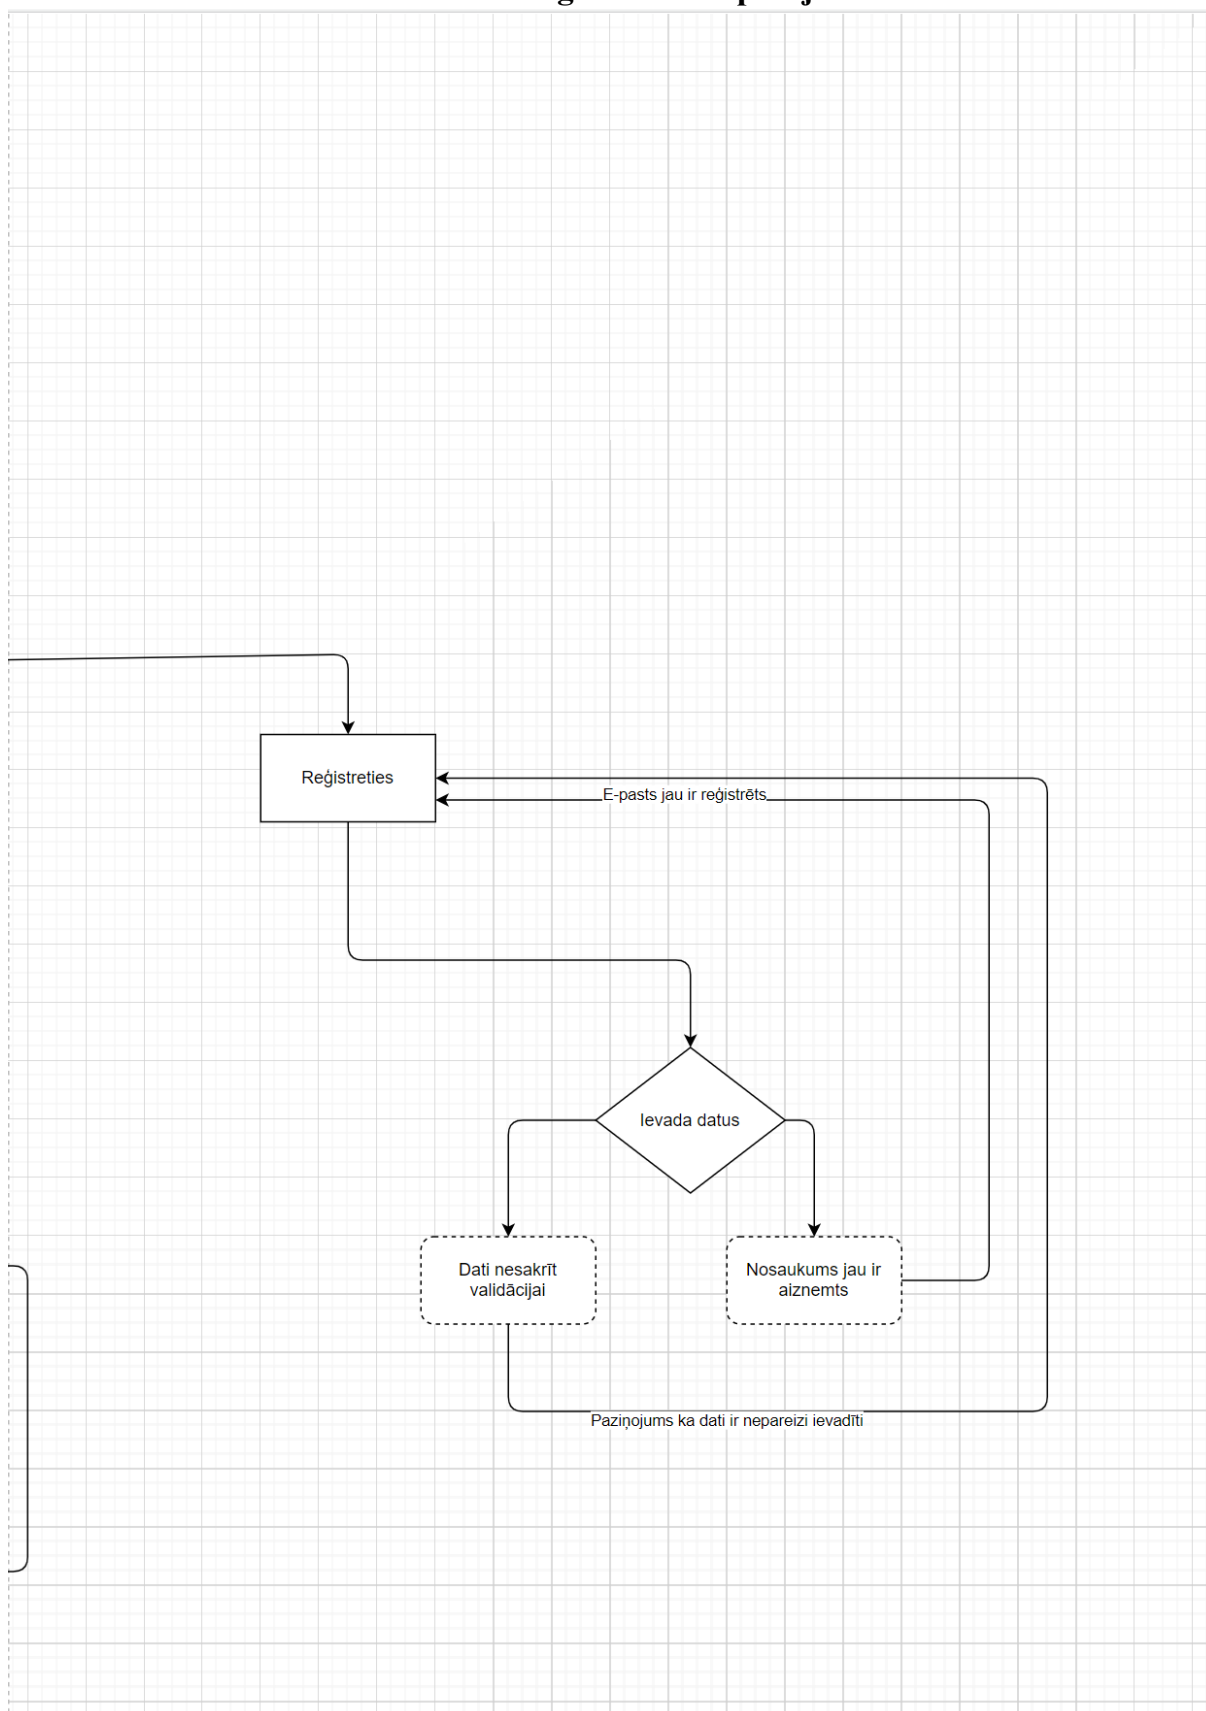 Reģistreties
E-pasts jau ir reģistrēts
Ievada datus
Dati nesakrīt
validācijai
Nosaukums jau ir
aiznemts
Paziņojums ka dati ir nepareizi ievadīti